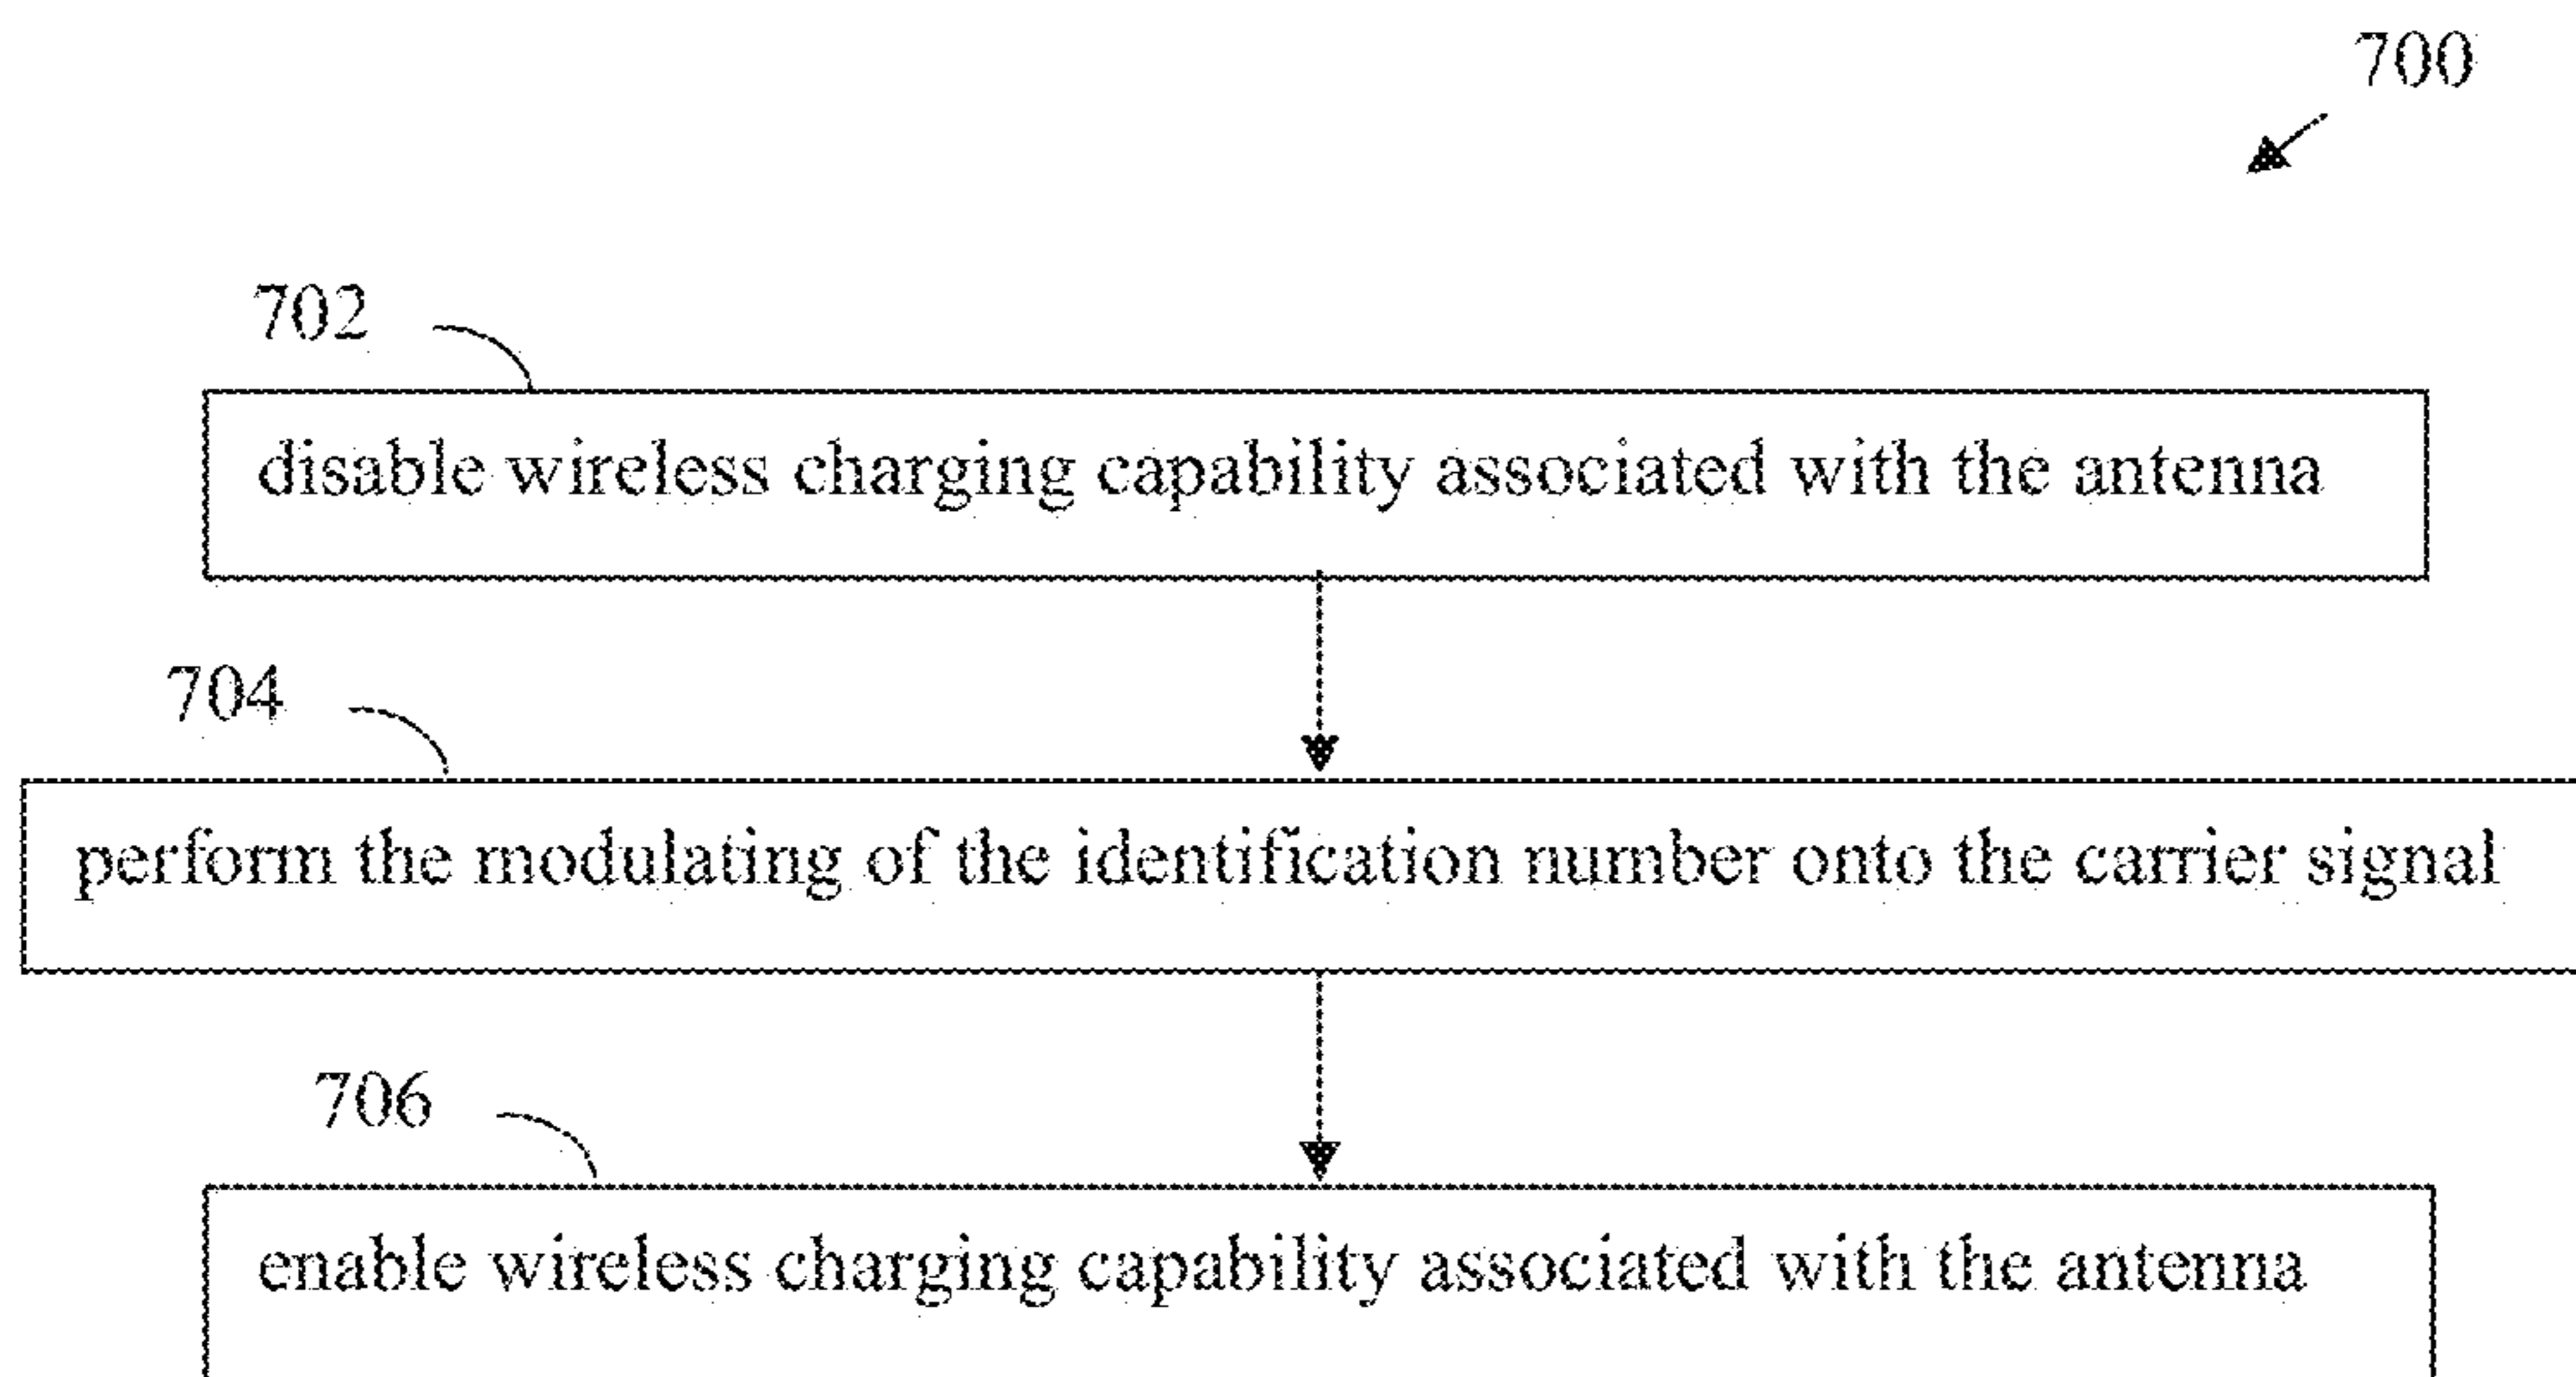 700
702
disable wireless charging capability associated with the antenna
704
perform the modulating of the identification number onto the carrier signal
706
enable wireless charging capability associated with the antenna